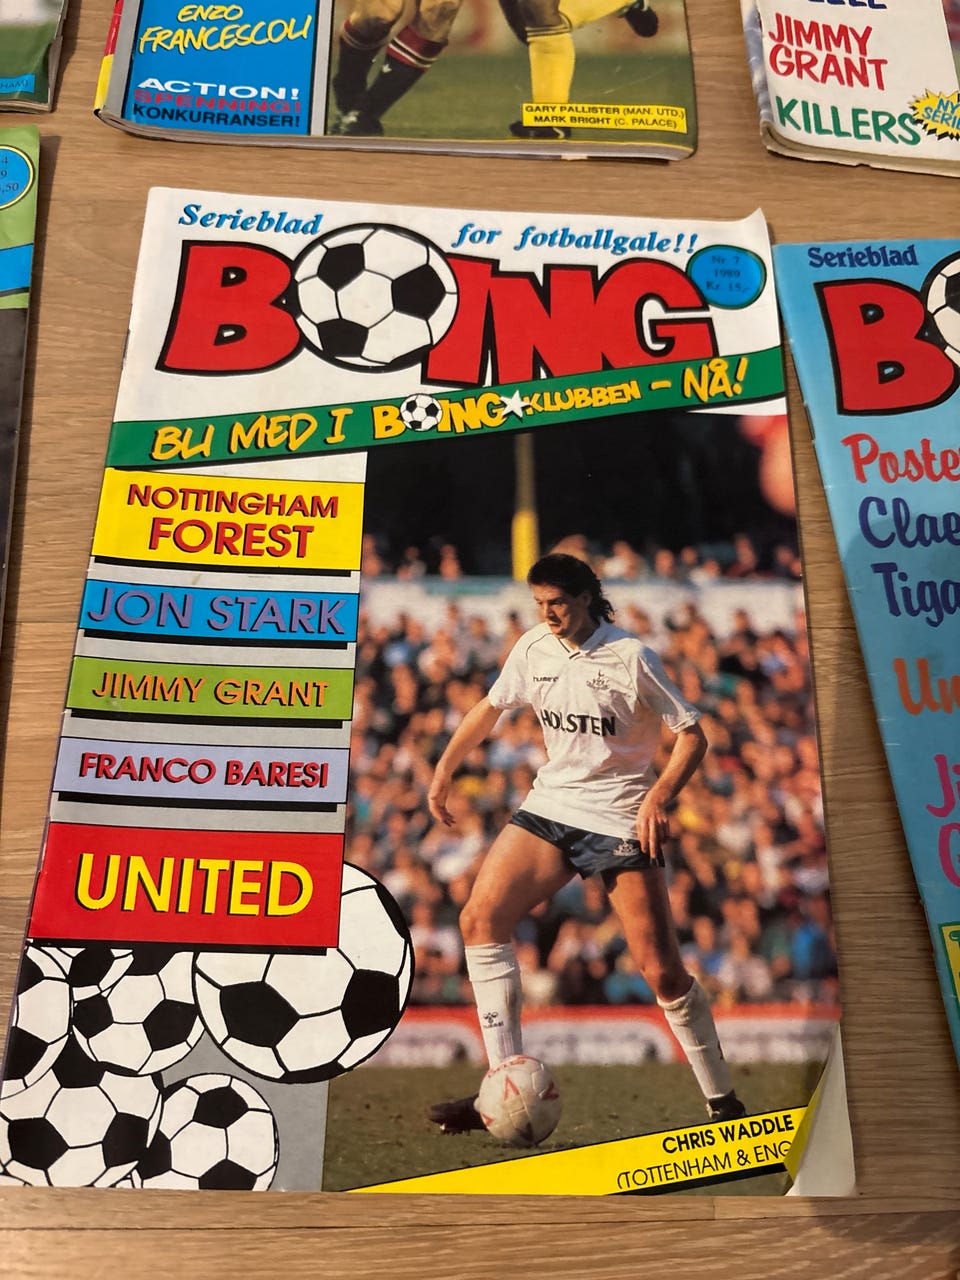 ENZO
FRANCESCOLI
ACTION!
SPENNING!
KONKURRANSER!
GARY PALLISTER (MAN. UTD.)
MARK BRIGHT (C. PALACE)
JIMMY
GRANT
KILLERS
Serieblad
for fotballgale!!
BOING
Nr. 7
1989
Kr. 15,-
BLI MED I BOING KLUBBEN - NÅ!
NOTTINGHAM
FOREST
JON STARK
JIMMY GRANT
FRANCO BARESI
UNITED
hummel
HOLSTEN
CHRIS WADDLE
(TOTTENHAM & ENG
Serieblad
B
Poste
Clae
Tiga